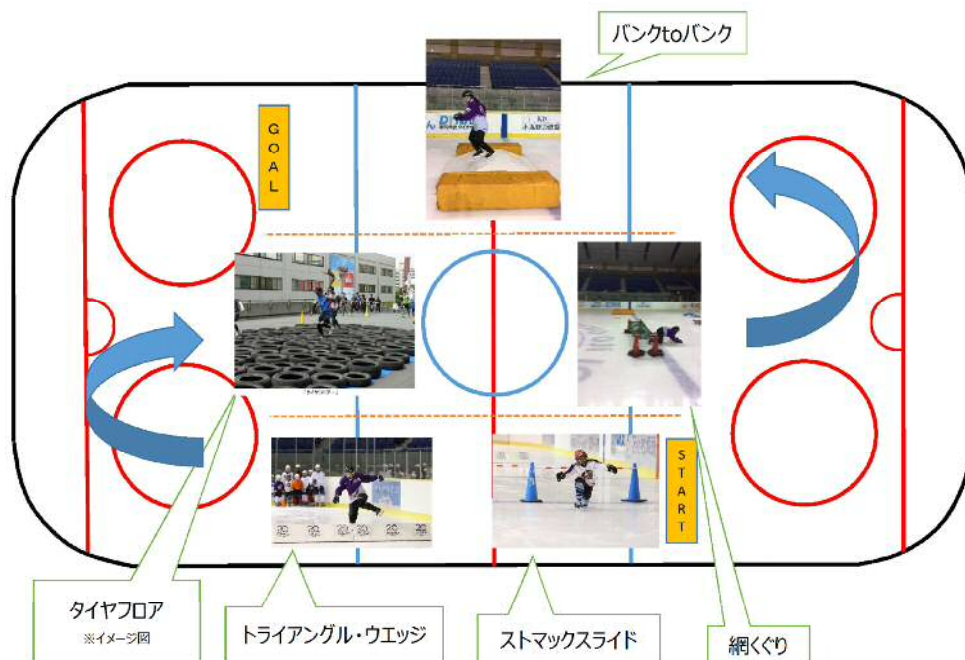 バンクtoバンク
GOAL
START
タイヤフロア
※イメージ図
トライアングル・ウエッジ
ストマックスライド
網くぐり